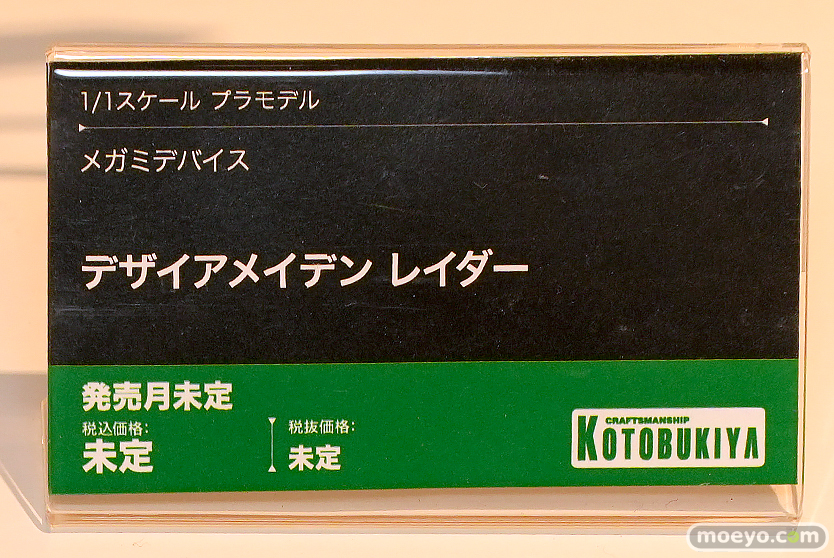 1/1スケール プラモデル
メガミデバイス
デザイアメイデン レイダー
発売月未定
税込価格:
未定
税抜価格:
未定
CRAFTSMANSHIP
KOTOBUKIYA
moeyo.com